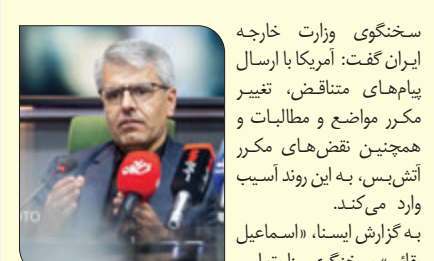 سخنگوی وزارت خارجه
ایران گفت: آمریکا با ارسال
پیام‌های متناقض، تغییر
مکرر مواضع و مطالبات و
همچنین نقض‌های مکرر
آتش‌بس، به این روند آسیب
وارد می‌کند.
به گزارش ایسنا، «اسماعیل